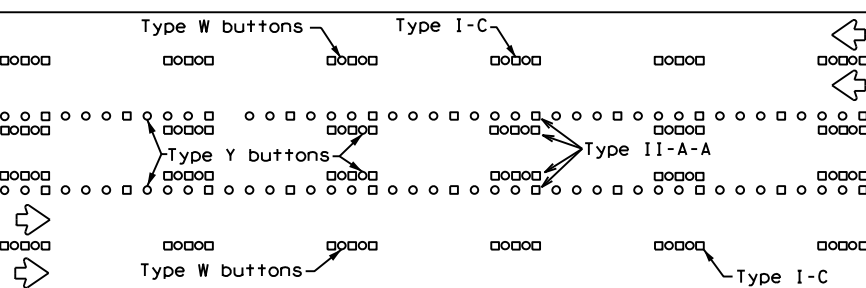 Type W buttons
Type I-C
Type Y buttons
Type II-A-A
Type W buttons
Type I-C